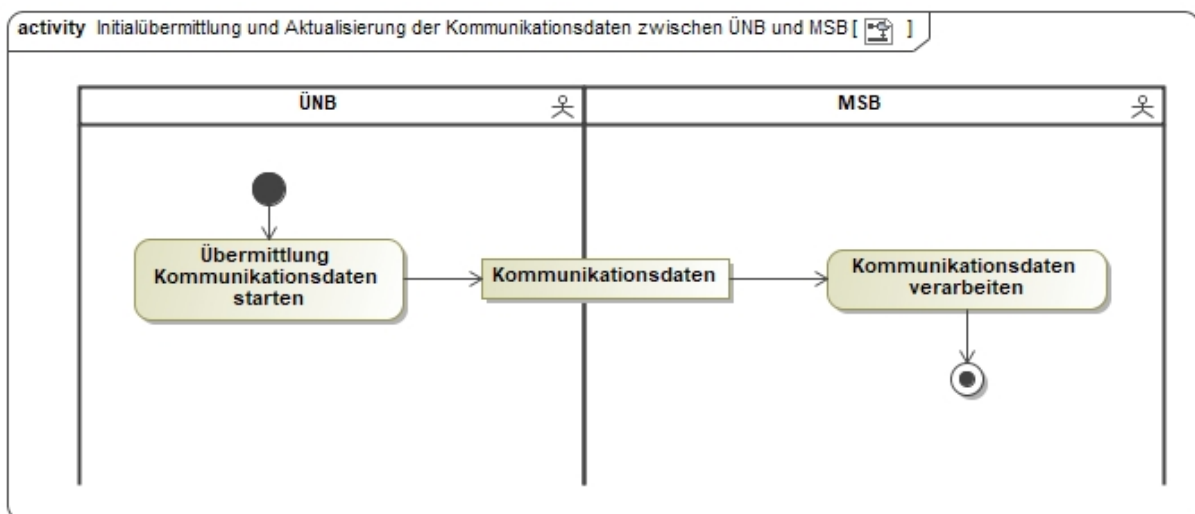 activity Initialübermittlung und Aktualisierung der Kommunikationsdaten zwischen ÜNB und MSB [ ]
ÜNB
MSB
Übermittlung
Kommunikationsdaten
starten
Kommunikationsdaten
Kommunikationsdaten
verarbeiten